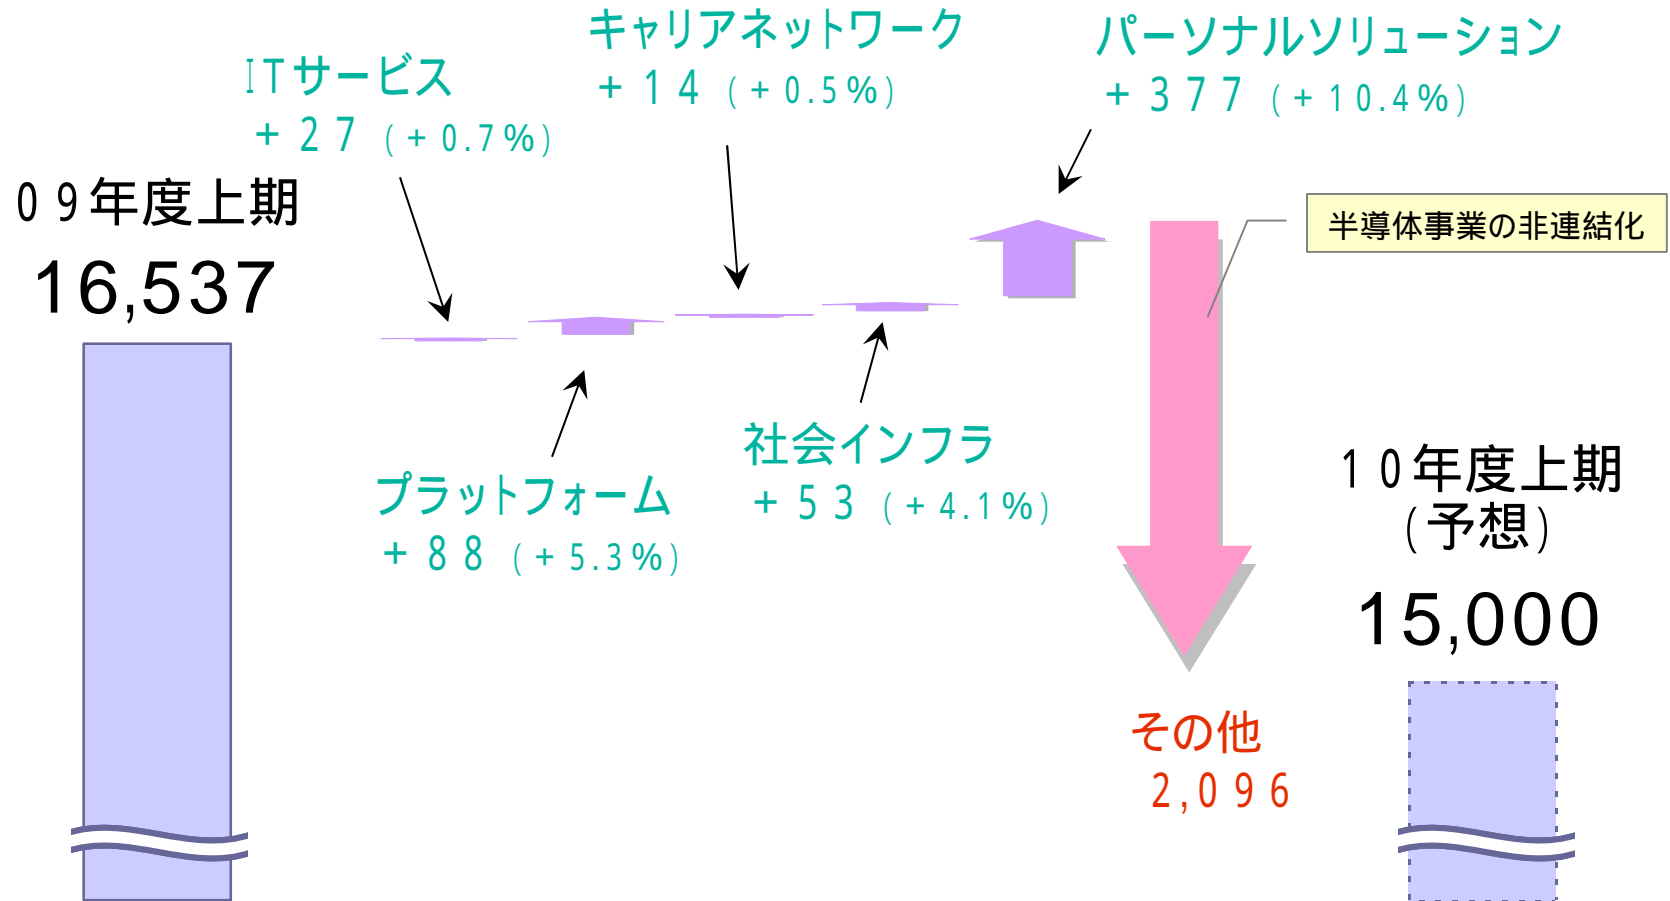 09年度上期
16,537
ITサービス
+27 (+0.7%)
プラットフォーム
+88 (+5.3%)
キャリアネットワーク
+14 (+0.5%)
社会インフラ
+53 (+4.1%)
パーソナルソリューション
+377 (+10.4%)
半導体事業の非連結化
その他
2,096
10年度上期
(予想)
15,000